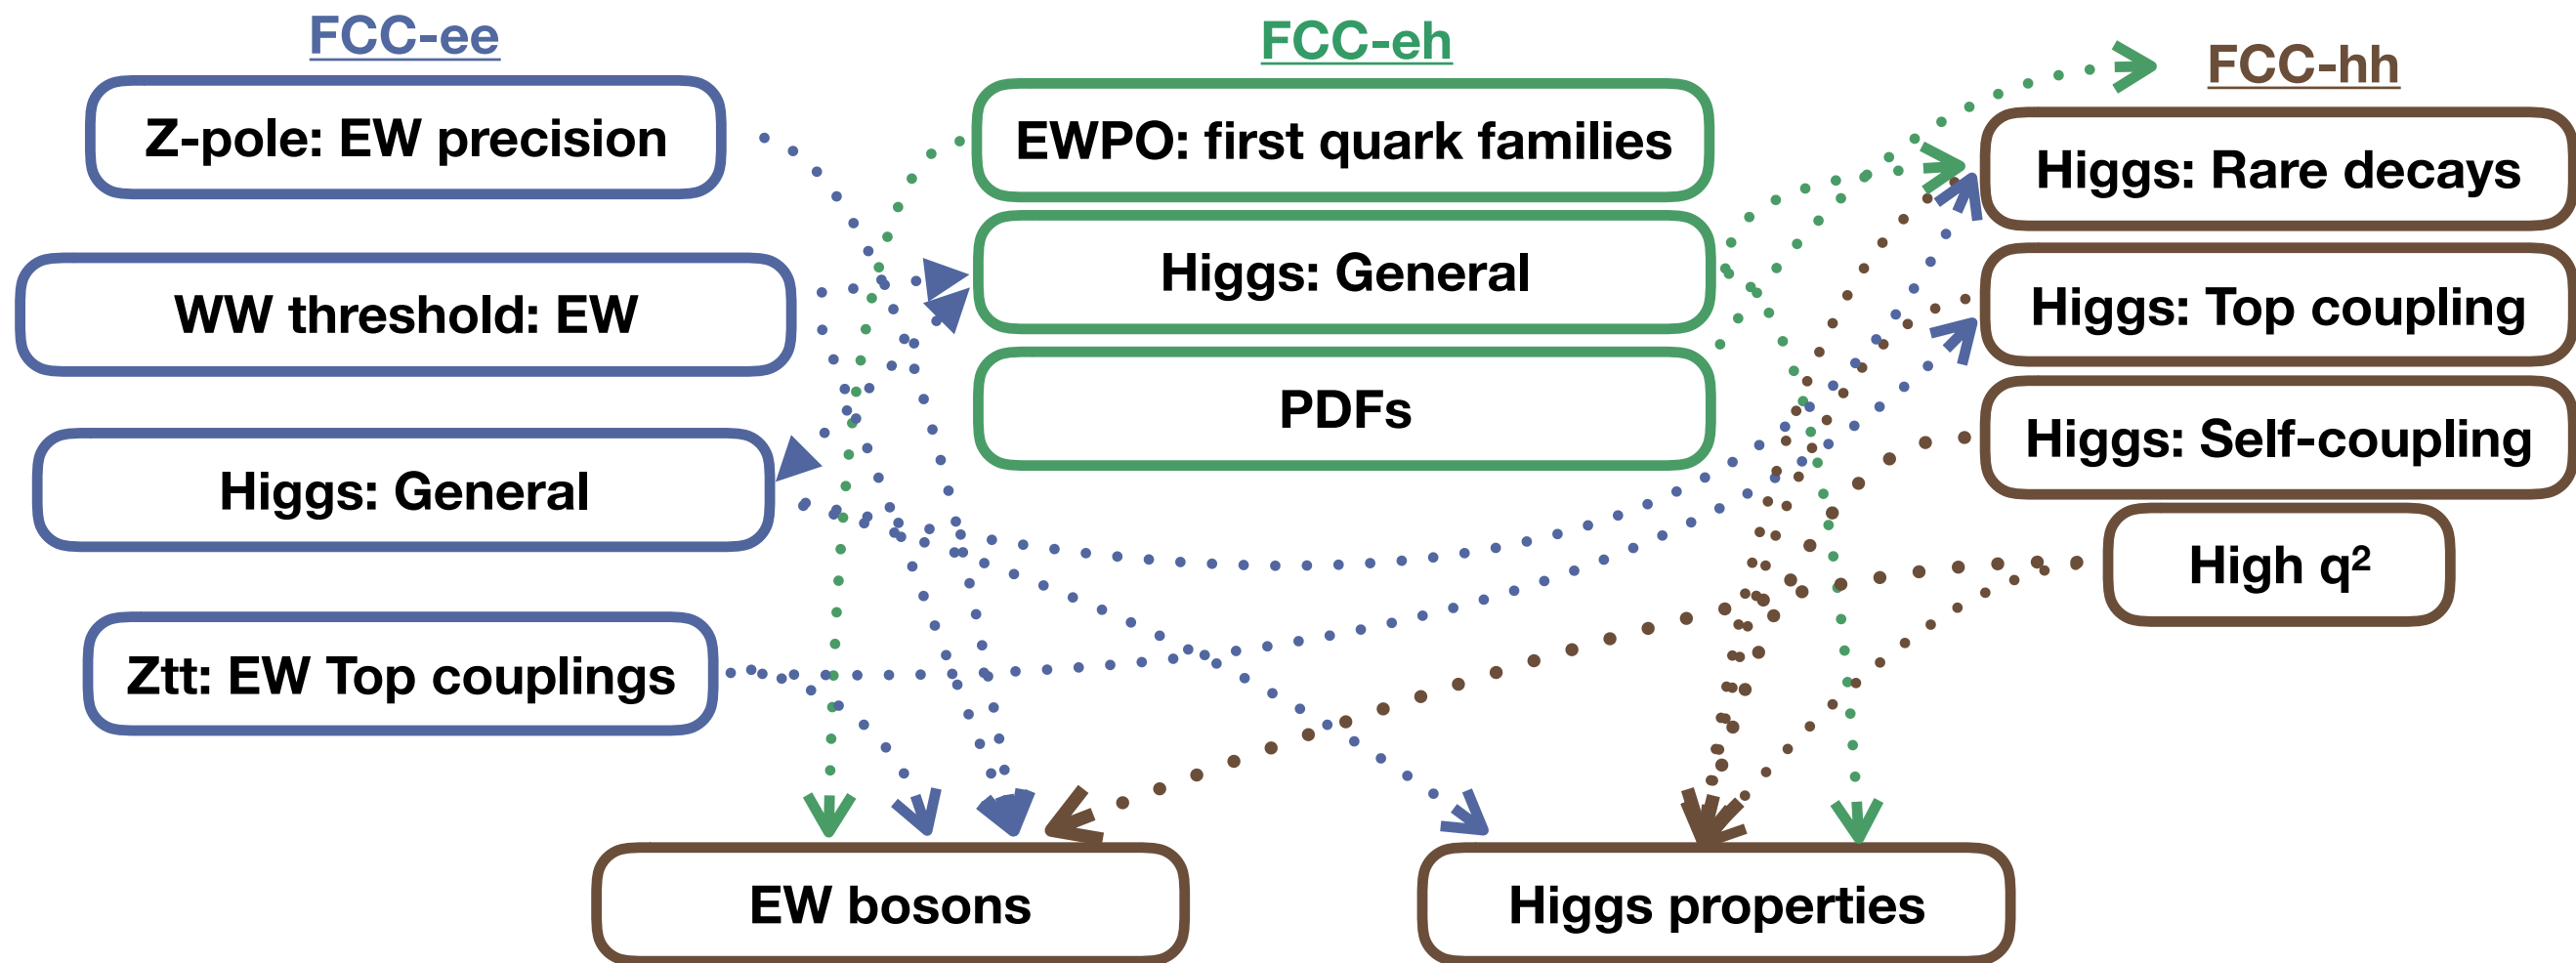 FCC-ee
Z-pole: EW precision
WW threshold: EW
Higgs: General
Ztt: EW Top couplings
FCC-eh
EWPO: first quark families
Higgs: General
PDFs
FCC-hh
Higgs: Rare decays
Higgs: Top coupling
Higgs: Self-coupling
High q²
EW bosons
Higgs properties